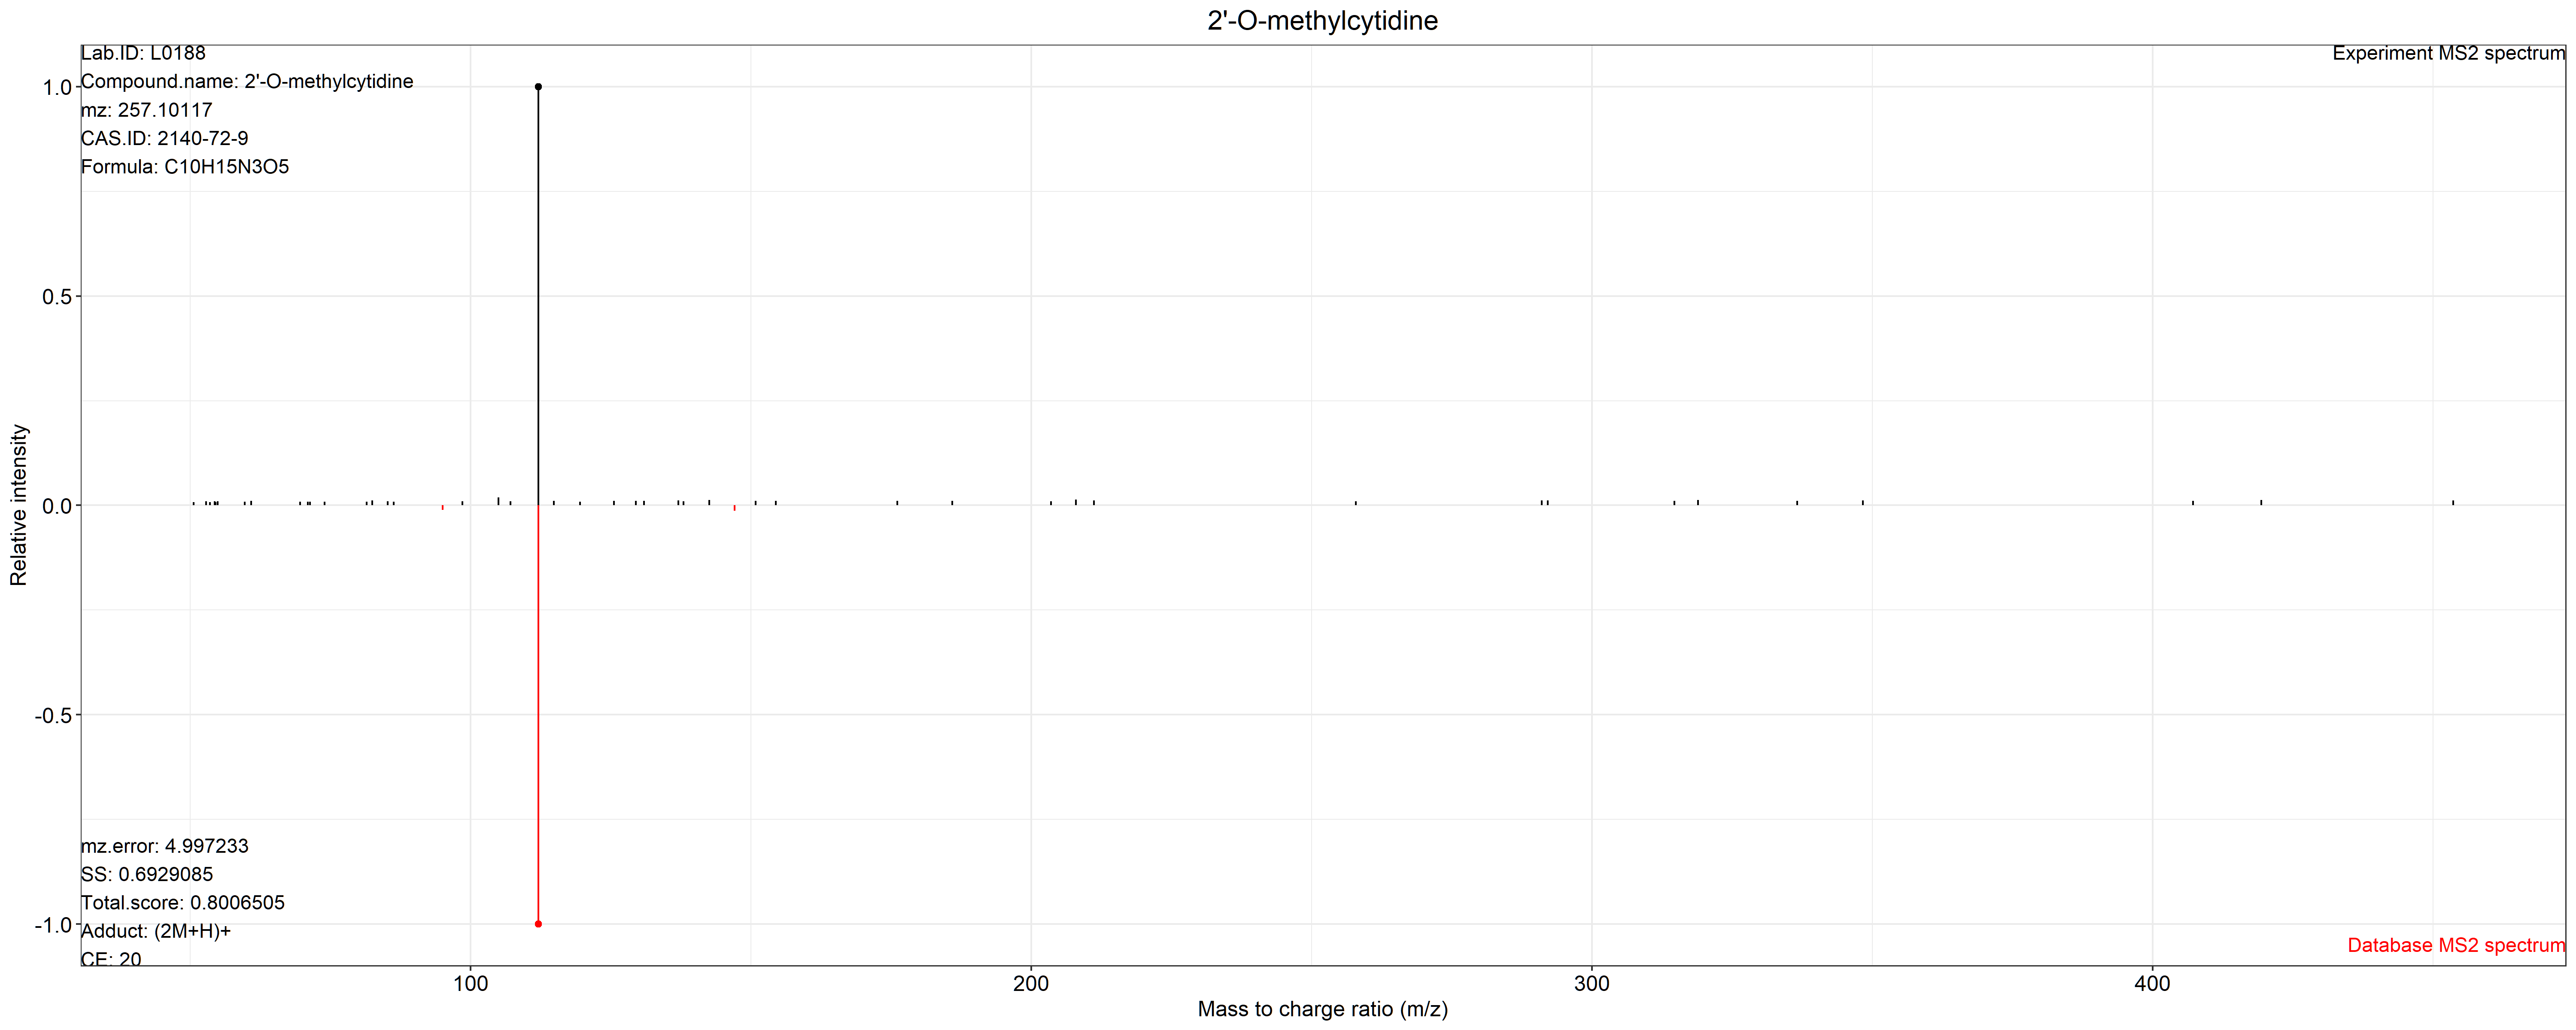 2'-O-methylcytidine
Lab.ID: L0188
Experiment MS2 spectrum
Compound.name: 2'-O-methylcytidine
mz: 257.10117
CAS.ID: 2140-72-9
Formula: C10H15N3O5
1.0
0.5
0.0
-0.5
-1.0
Relative intensity
mz.error: 4.997233
SS: 0.6929085
Total.score: 0.8006505
Adduct: (2M+H)+
CE: 20
Database MS2 spectrum
100
200
300
400
Mass to charge ratio (m/z)